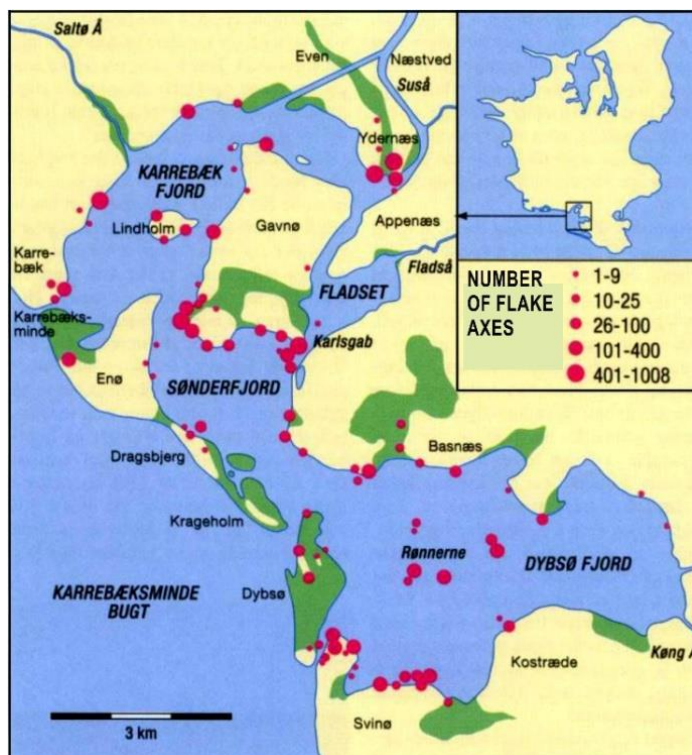 Saltø Å
Even
Næstved
Suså
Ydernæs
KARREBÆK
FJORD
Lindholm
Gavnø
Appenæs
Karre-
bæk
Fladså
FLADSET
Karrebæks-
minde
Karlsgab
Enø
SØNDERFJORD
NUMBER
OF FLAKE
AXES
1-9
10-25
26-100
101-400
401-1008
Dragsbjerg
Basnæs
Krageholm
Rønnerne
DYBSØ FJORD
KARREBÆKSMINDE
BUGT
Dybsø
Kostræde
Køng Å
Svinø
3 km